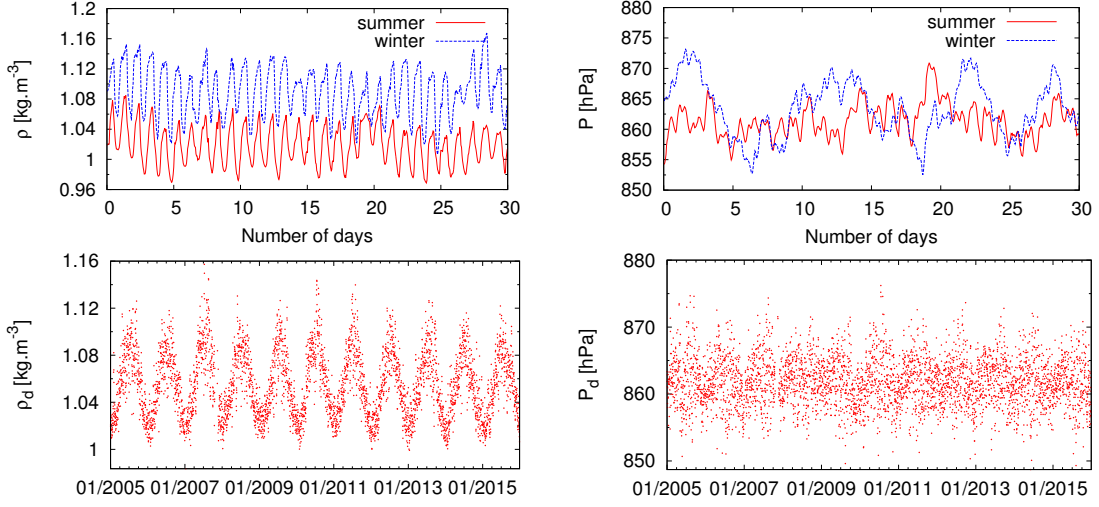 1.2
1.16
1.12
1.08
1.04
1
0.96
ρ [kg.m-3]
summer
winter
0 5 10 15 20 25 30
Number of days
880
875
870
865
860
855
850
P [hPa]
summer
winter
0 5 10 15 20 25 30
Number of days
1.16
1.12
1.08
1.04
1
ρd [kg.m-3]
01/2005 01/2007 01/2009 01/2011 01/2013 01/2015
880
870
860
850
Pd [hPa]
01/2005 01/2007 01/2009 01/2011 01/2013 01/2015